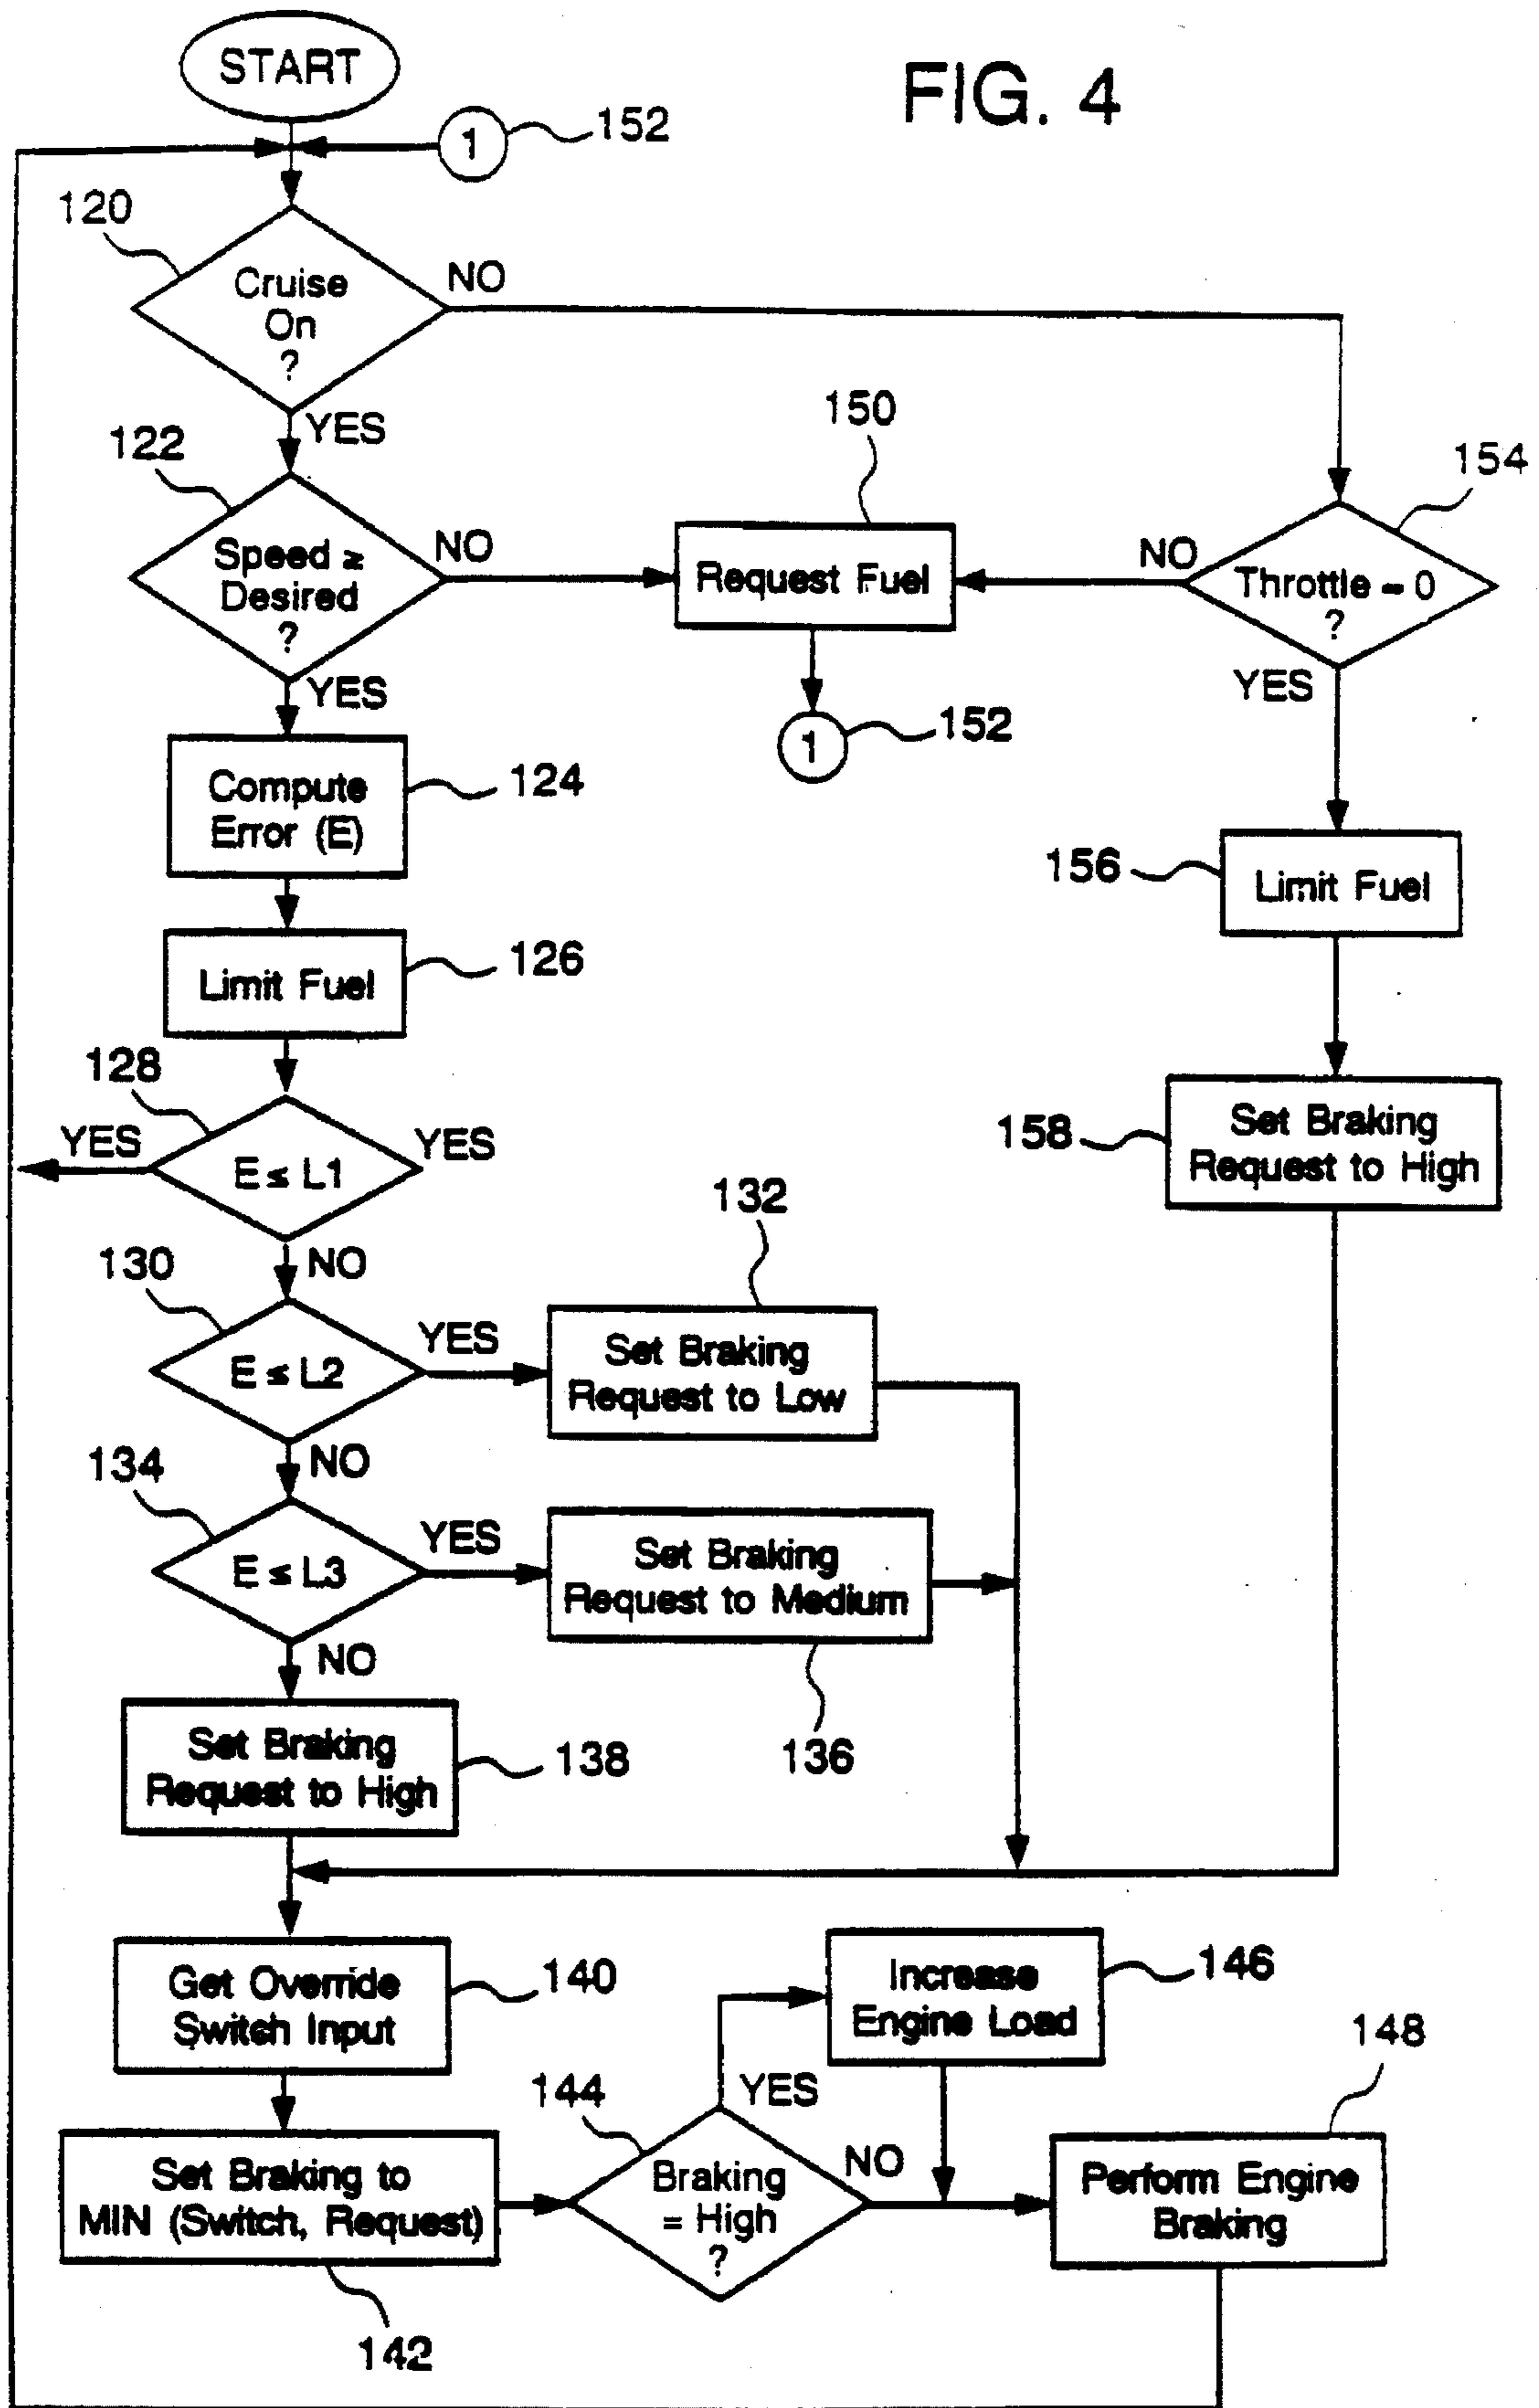 START
FIG. 4
1
152
120
Cruise
On
?
NO
YES
122
Speed ≥
Desired
?
NO
YES
150
Request Fuel
1
152
154
NO
Throttle = 0
?
YES
Compute
Error (E)
124
Limit Fuel
126
156
Limit Fuel
158
Set Braking
Request to High
128
YES
E ≤ L1
YES
NO
130
E ≤ L2
YES
NO
132
Set Braking
Request to Low
134
E ≤ L3
YES
NO
Set Braking
Request to Medium
136
Set Braking
Request to High
138
Get Override
Switch Input
140
Set Braking to
MIN (Switch, Request)
142
144
Braking
= High
?
YES
NO
Increase
Engine Load
146
148
Perform Engine
Braking